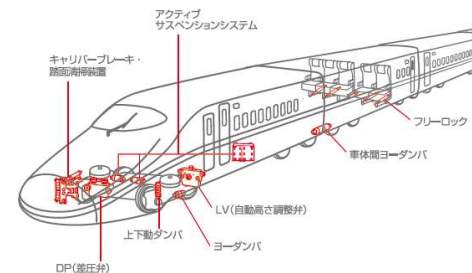 アクティブ
サスペンションシステム
キャリパーブレーキ・
踏面清掃装置
フリーロック
車体間ヨーダンパ
LV(自動高さ調整弁)
上下動ダンパ
ヨーダンパ
DP(差圧弁)